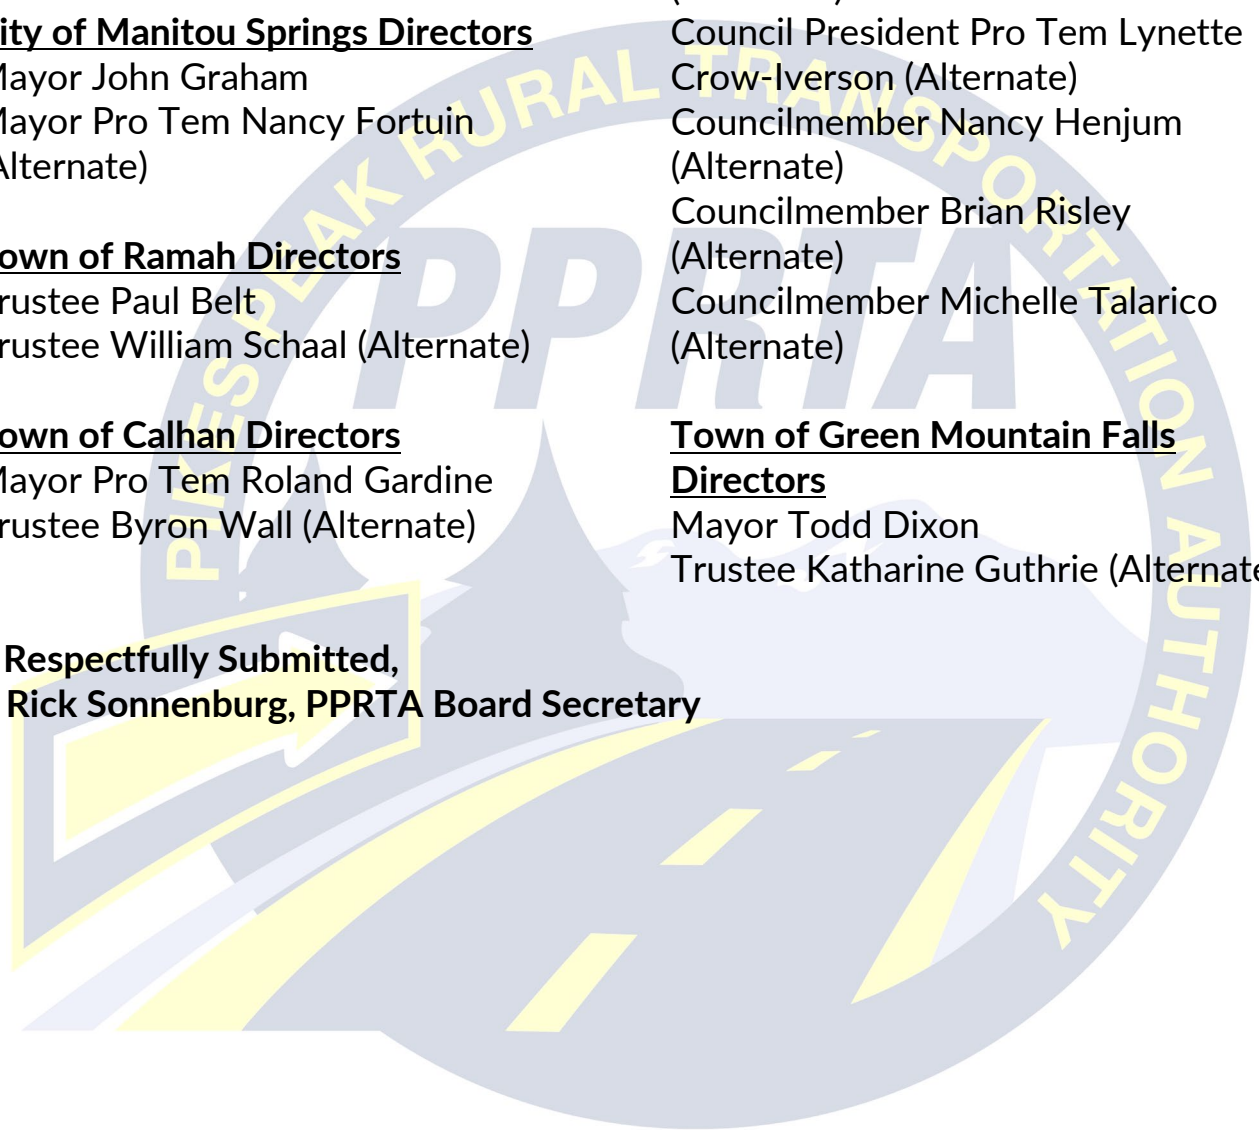 ity of Manitou Springs Directors
Mayor John Graham
Mayor Pro Tem Nancy Fortuin
Alternate)
own of Ramah Directors
rustee Paul Belt
rustee William Schaal (Alternate)
own of Calhan Directors
Mayor Pro Tem Roland Gardine
rustee Byron Wall (Alternate)
Council President Pro Tem Lynette
Crow-Iverson (Alternate)
Councilmember Nancy Henjum
(Alternate)
Councilmember Brian Risley
(Alternate)
Councilmember Michelle Talarico
(Alternate)
Town of Green Mountain Falls
Directors
Mayor Todd Dixon
Trustee Katharine Guthrie (Alternate
Respectfully Submitted,
Rick Sonnenburg, PPRTA Board Secretary
PIKES PEAK RURAL TRANSPORTATION AUTHORITY
PPRTA